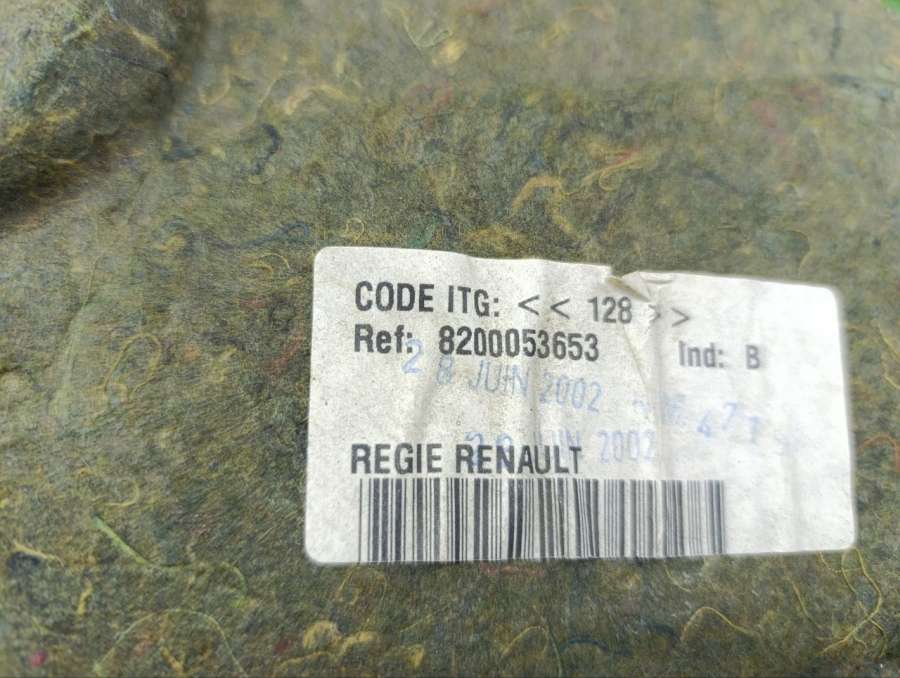 CODE ITG: < < 128 > >
Ref: 8200053653 Ind: B
28 JUIN 2002
JUIN 2002
REGIE RENAULT